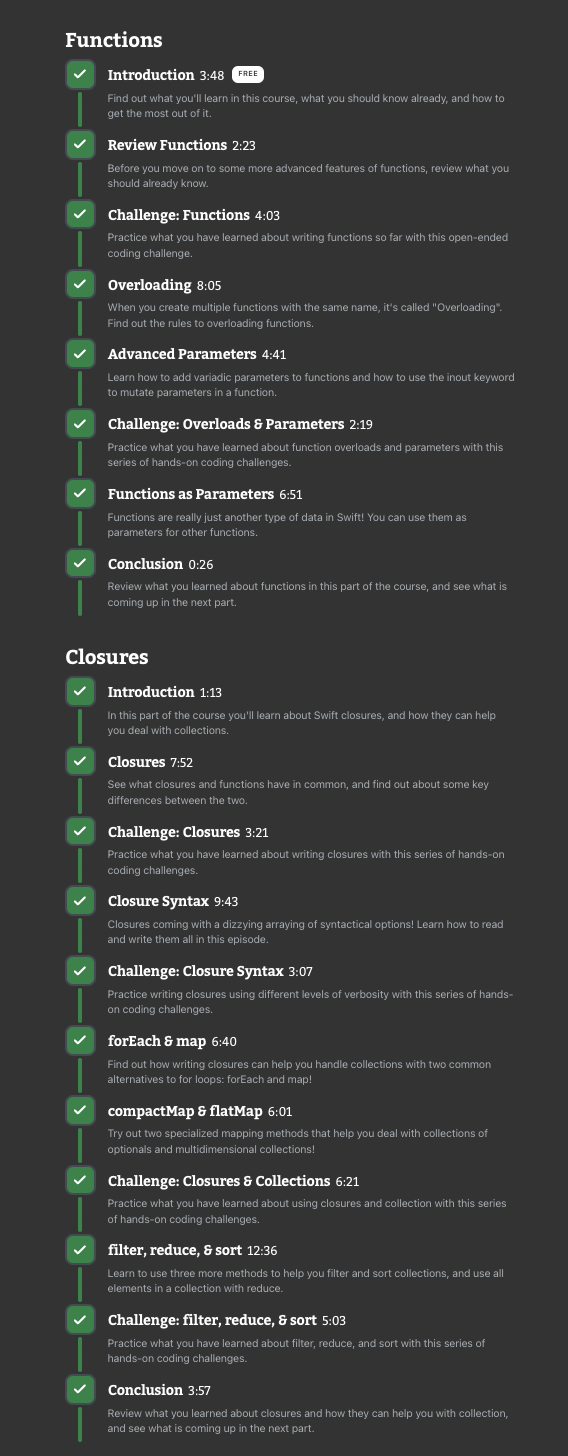 Functions
Introduction 3:48 FREE
Find out what you'll learn in this course, what you should know already, and how to
get the most out of it.
Review Functions 2:23
Before you move on to some more advanced features of functions, review what you
should already know.
Challenge: Functions 4:03
Practice what you have learned about writing functions so far with this open-ended
coding challenge.
Overloading 8:05
When you create multiple functions with the same name, it's called "Overloading".
Find out the rules to overloading functions.
Advanced Parameters 4:41
Learn how to add variadic parameters to functions and how to use the inout keyword
to mutate parameters in a function.
Challenge: Overloads & Parameters 2:19
Practice what you have learned about function overloads and parameters with this
series of hands-on coding challenges.
Functions as Parameters 6:51
Functions are really just another type of data in Swift! You can use them as
parameters for other functions.
Conclusion 0:26
Review what you learned about functions in this part of the course, and see what is
coming up in the next part.
Closures
Introduction 1:13
In this part of the course you'll learn about Swift closures, and how they can help
you deal with collections.
Closures 7:52
See what closures and functions have in common, and find out about some key
differences between the two.
Challenge: Closures 3:21
Practice what you have learned about writing closures with this series of hands-on
coding challenges.
Closure Syntax 9:43
Closures coming with a dizzying arraying of syntactical options! Learn how to read
and write them all in this episode.
Challenge: Closure Syntax 3:07
Practice writing closures using different levels of verbosity with this series of hands-
on coding challenges.
forEach & map 6:40
Find out how writing closures can help you handle collections with two common
alternatives to for loops: forEach and map!
compactMap & flatMap 6:01
Try out two specialized mapping methods that help you deal with collections of
optionals and multidimensional collections!
Challenge: Closures & Collections 6:21
Practice what you have learned about using closures and collection with this series
of hands-on coding challenges.
filter, reduce, & sort 12:36
Learn to use three more methods to help you filter and sort collections, and use all
elements in a collection with reduce.
Challenge: filter, reduce, & sort 5:03
Practice what you have learned about filter, reduce, and sort with this series of
hands-on coding challenges.
Conclusion 3:57
Review what you learned about closures and how they can help you with collection,
and see what is coming up in the next part.